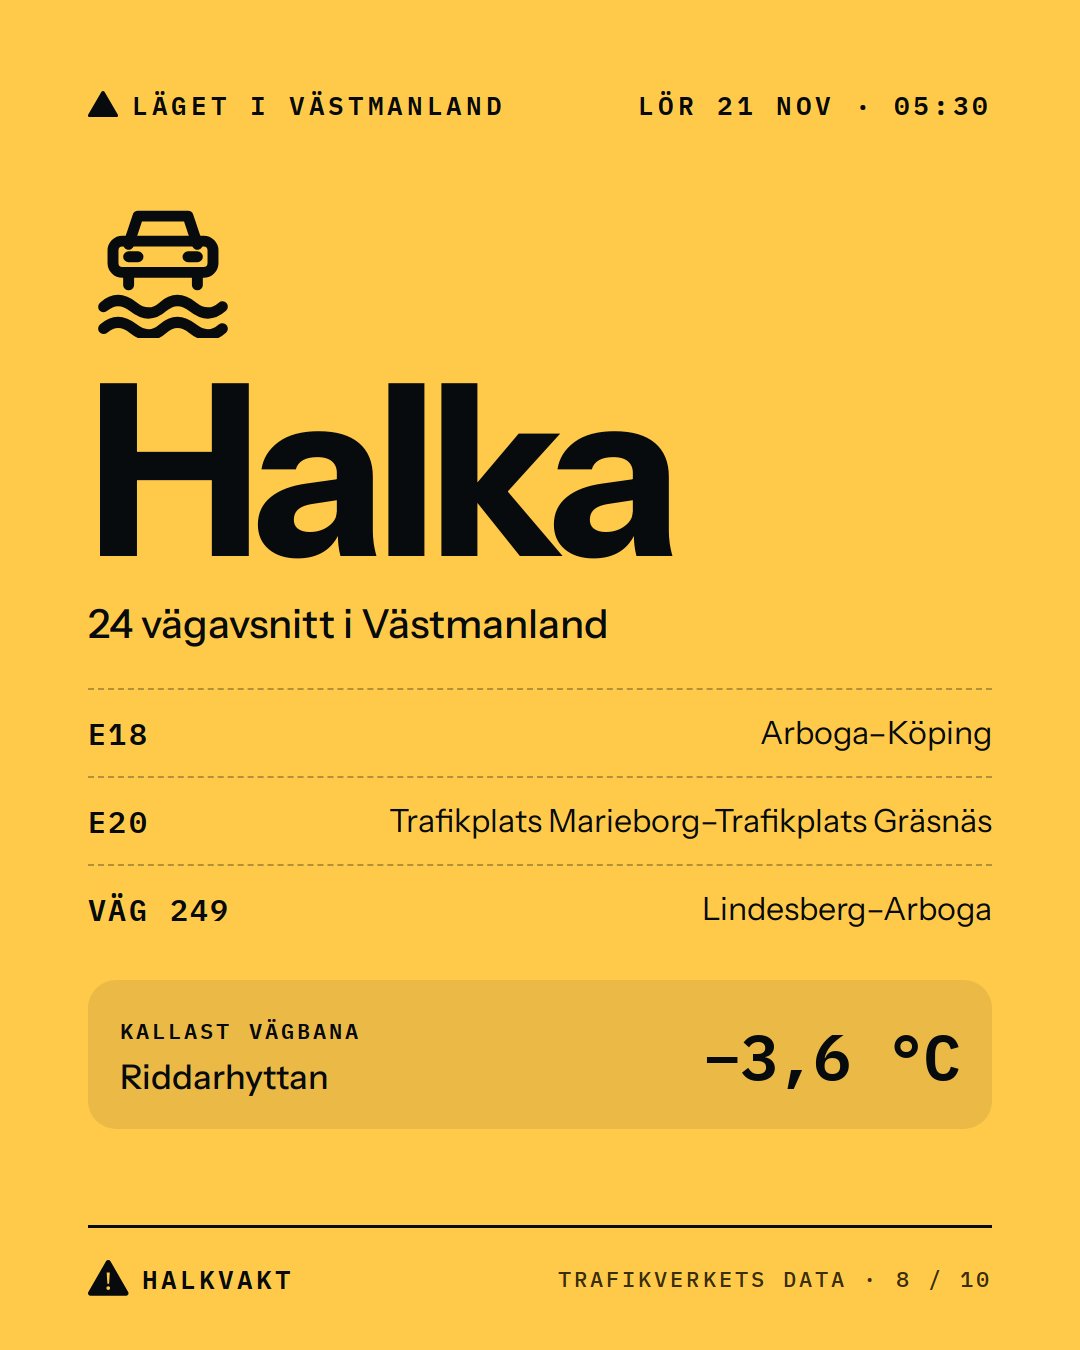 LÄGET I VÄSTMANLAND
LÖR 21 NOV · 05:30
Halka
24 vägavsnitt i Västmanland
E18 Arboga–Köping
E20 Trafikplats Marieborg–Trafikplats Gräsnäs
VÄG 249 Lindesberg–Arboga
KALLAST VÄGBANA
Riddarhyttan
−3,6 °C
HALKVAKT
TRAFIKVERKETS DATA · 8 / 10